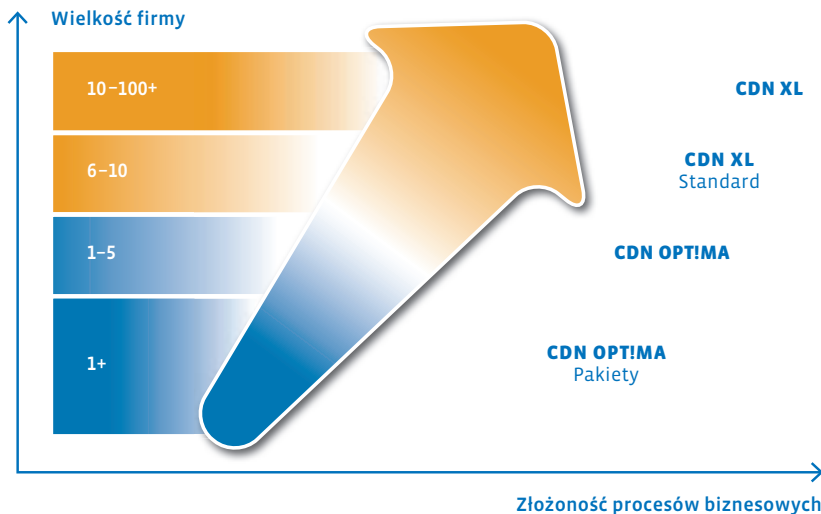 Wielkość firmy
10–100+
CDN XL
6–10
CDN XL
Standard
1–5
CDN OPT!MA
1+
CDN OPT!MA
Pakiety
Złożoność procesów biznesowych